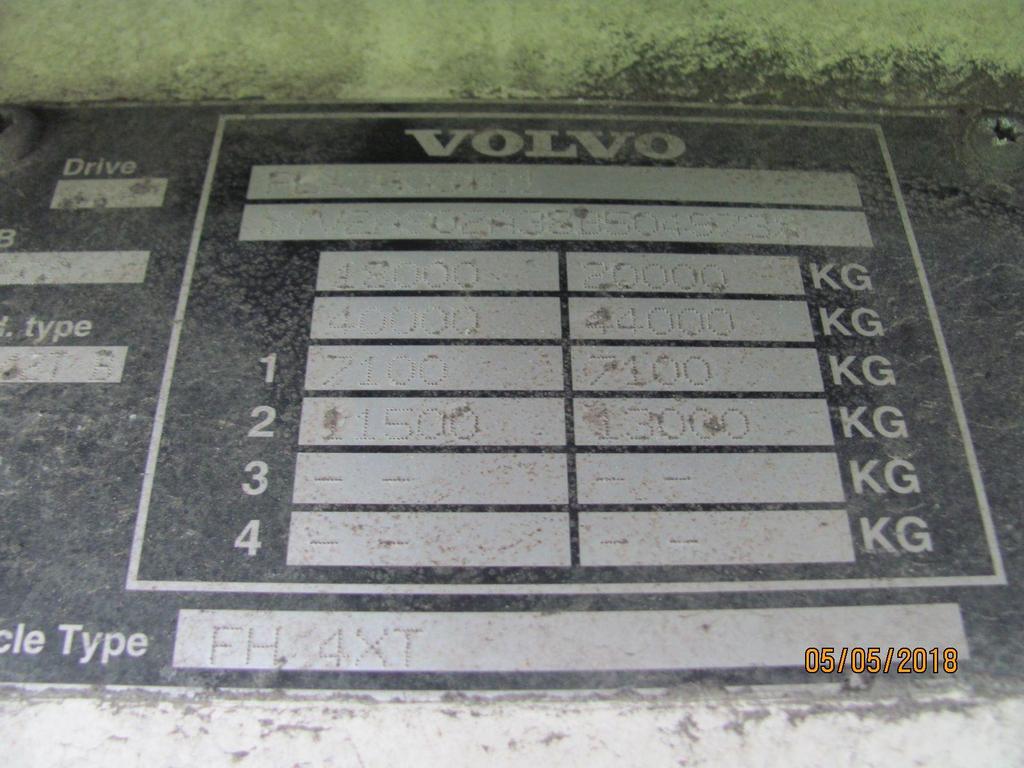 VOLVO
Drive
B
18000 20000 KG
H. type
40000 44000 KG
1 7100 7100 KG
2 11500 13000 KG
3 -- -- -- -- KG
4 -- -- -- -- KG
cle Type FH 4XT
05/05/2018